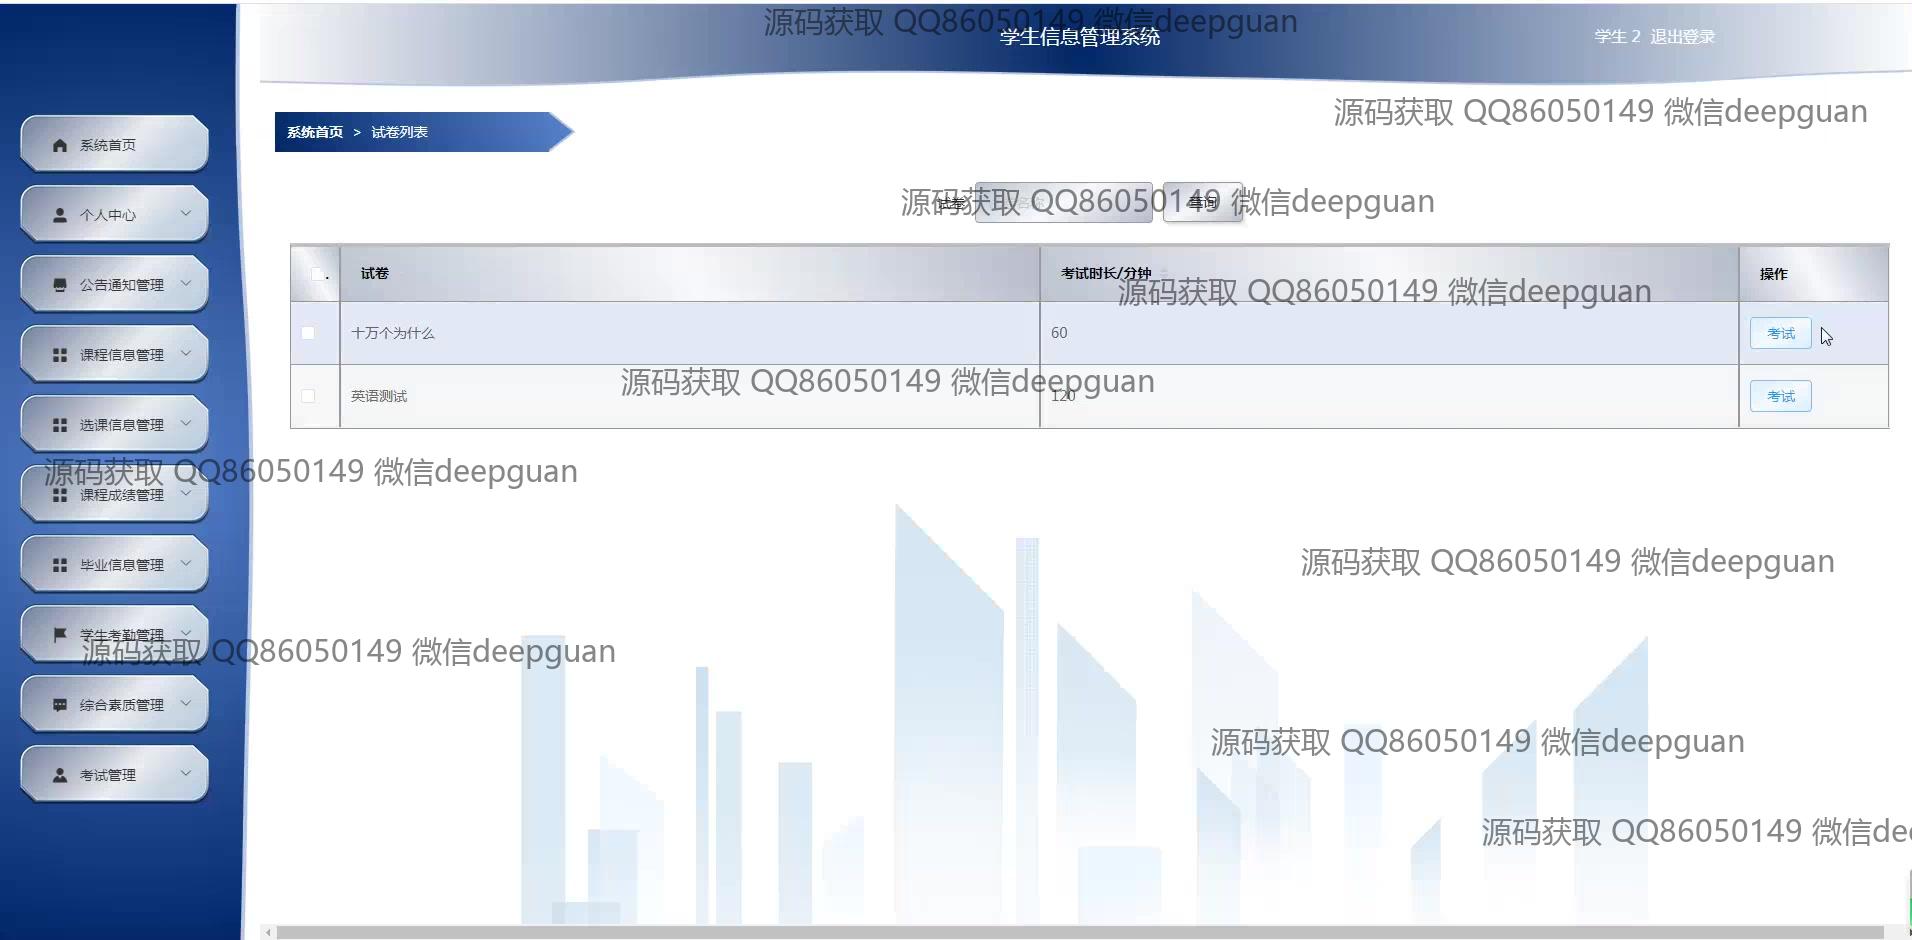 源码获取 QQ86050149 微信deepguan
学生信息管理系统
学生 2 退出登录
源码获取 QQ86050149 微信deepguan
系统首页 > 试卷列表
系统首页
个人中心
公告通知管理
课程信息管理
选课信息管理
课程成绩管理
毕业信息管理
学生考勤管理
综合素质管理
考试管理
源码获取 QQ86050149 微信deepguan
试卷
查询
试卷 考试时长/分钟 操作
源码获取 QQ86050149 微信deepguan
十万个为什么 60 考试
源码获取 QQ86050149 微信deepguan
英语测试 120 考试
源码获取 QQ86050149 微信deepguan
源码获取 QQ86050149 微信deepguan
源码获取 QQ86050149 微信deepguan
源码获取 QQ86050149 微信deepguan
源码获取 QQ86050149 微信dee